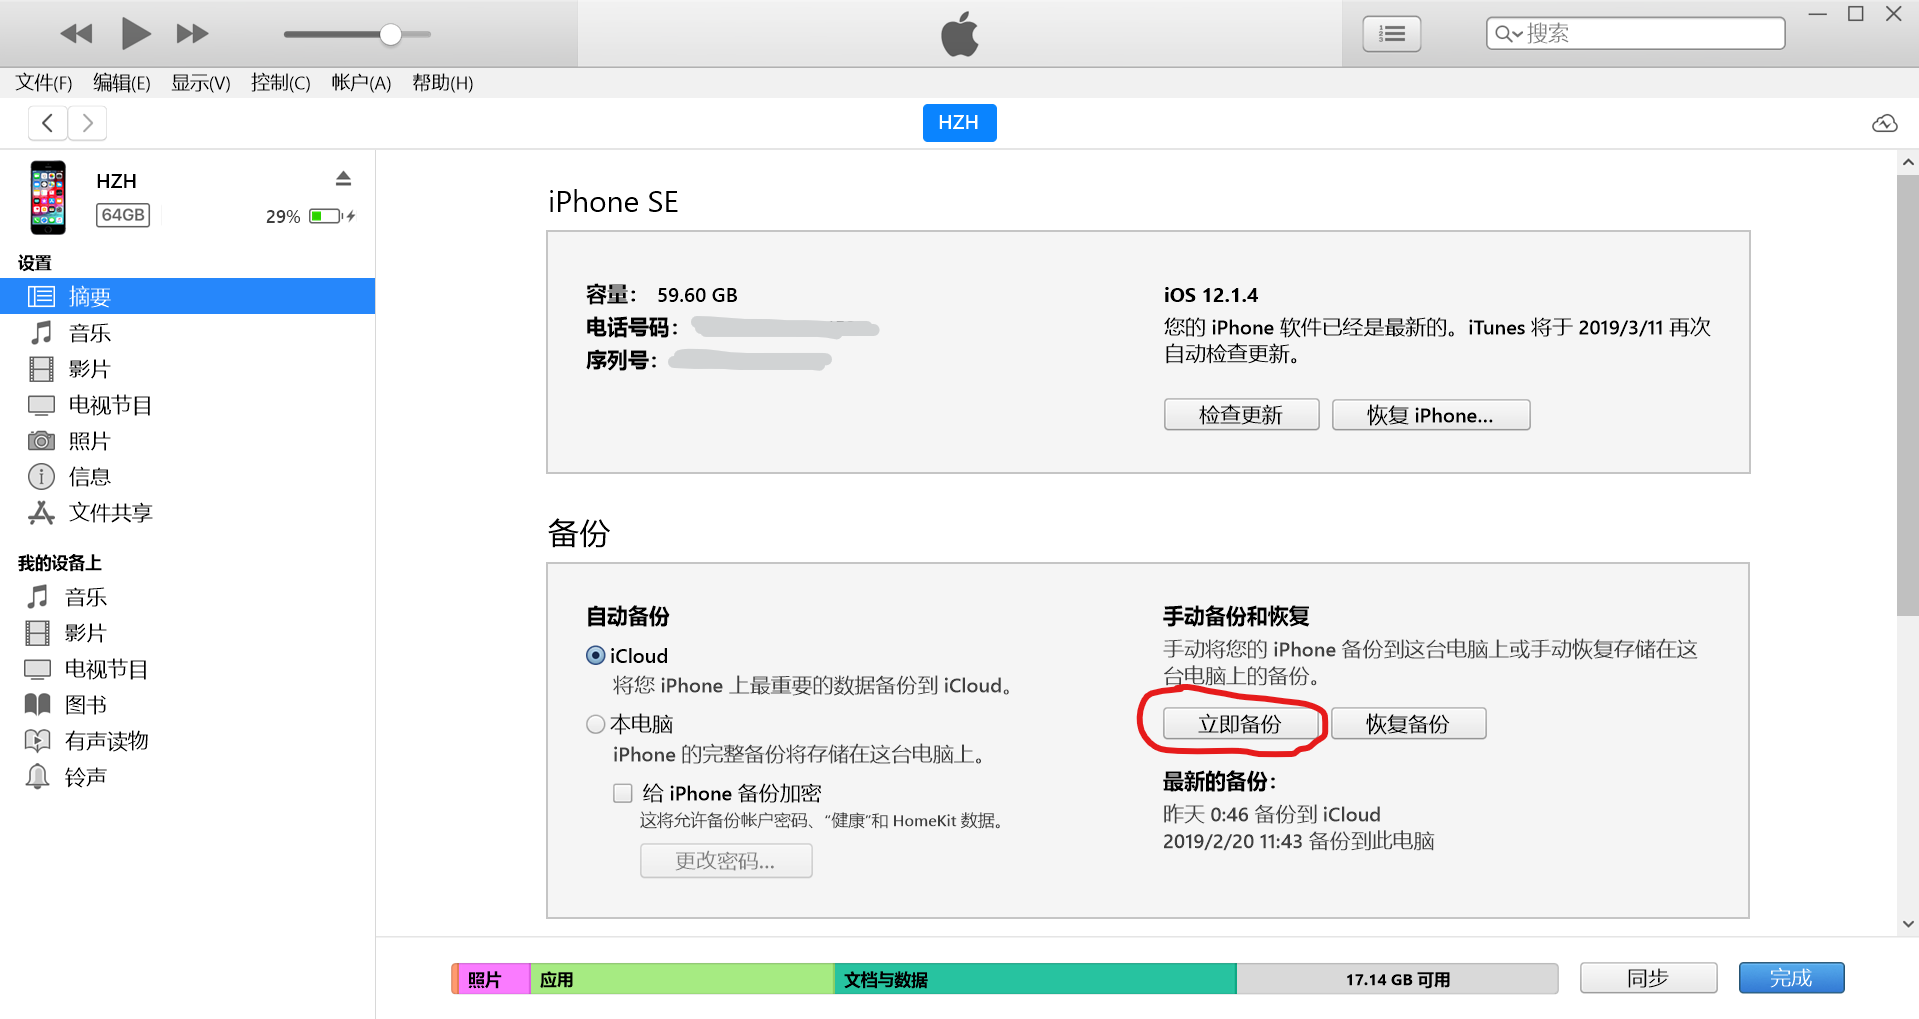 搜索
文件(F) 编辑(E) 显示(V) 控制(C) 帐户(A) 帮助(H)
HZH
HZH
64GB
29%
设置
摘要
音乐
影片
电视节目
照片
信息
文件共享
我的设备上
音乐
影片
电视节目
图书
有声读物
铃声
iPhone SE
容量： 59.60 GB
电话号码：
序列号：
iOS 12.1.4
您的 iPhone 软件已经是最新的。iTunes 将于 2019/3/11 再次
自动检查更新。
检查更新 恢复 iPhone...
备份
自动备份
iCloud
将您 iPhone 上最重要的数据备份到 iCloud。
本电脑
iPhone 的完整备份将存储在这台电脑上。
给 iPhone 备份加密
这将允许备份帐户密码、“健康”和 HomeKit 数据。
更改密码...
手动备份和恢复
手动将您的 iPhone 备份到这台电脑上或手动恢复存储在这
台电脑上的备份。
立即备份 恢复备份
最新的备份：
昨天 0:46 备份到 iCloud
2019/2/20 11:43 备份到此电脑
照片 应用 文档与数据 17.14 GB 可用 同步 完成